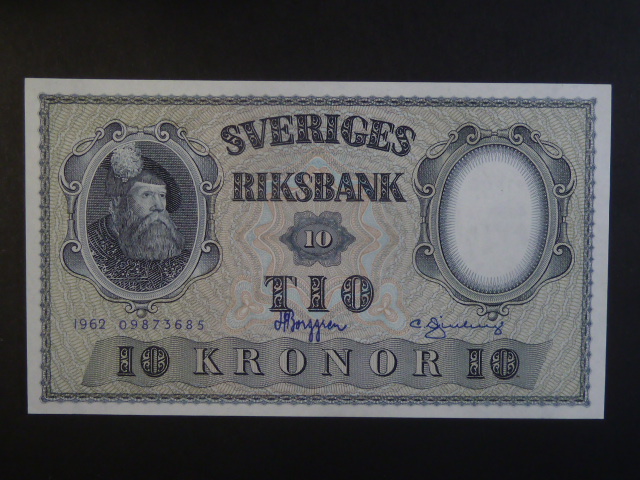 SVERIGES
RIKSBANK
10
TIO
1962 09873685
10 KRONOR 10